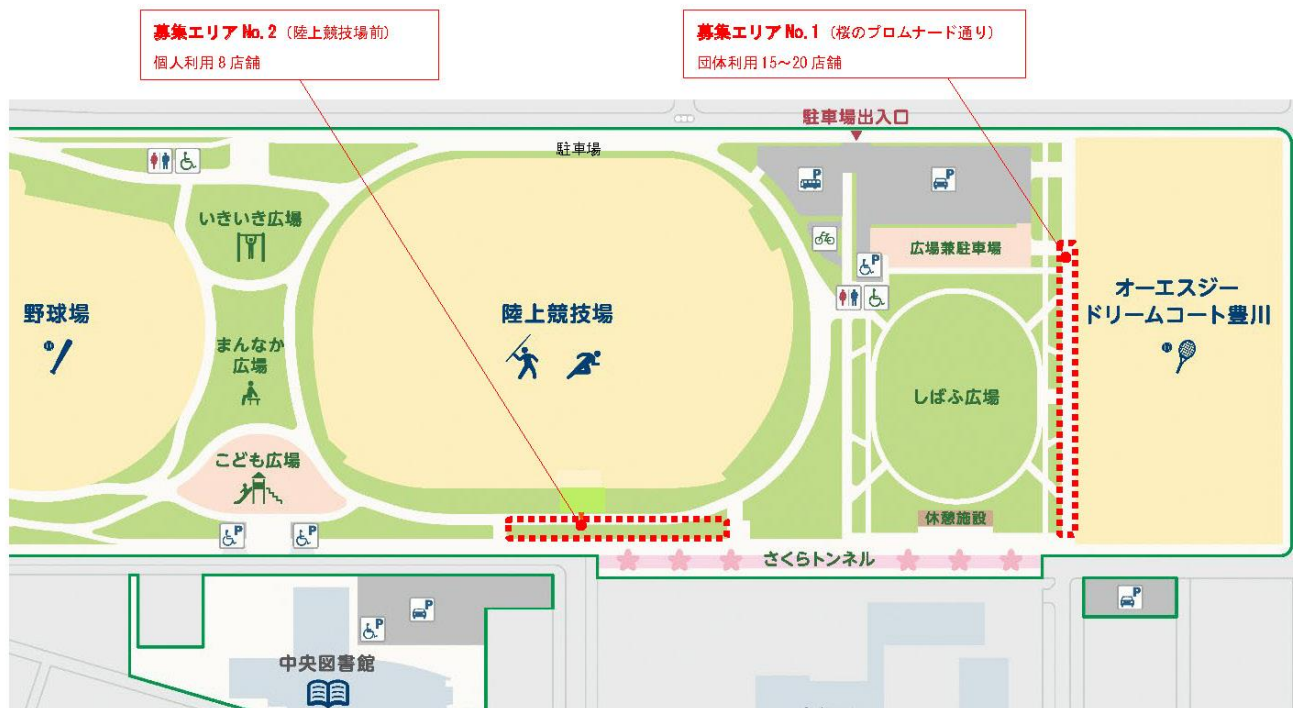 募集エリア No. 2（陸上競技場前）
個人利用 8 店舗
募集エリア No. 1（桜のプロムナード通り）
団体利用 15～20 店舗
駐車場出入口
駐車場
P
P
いきいき広場
広場兼駐車場
P
野球場
陸上競技場
オーエスジー
ドリームコート豊川
まんなか
広場
しばふ広場
こども広場
休憩施設
P
P
さくらトンネル
P
P
P
中央図書館